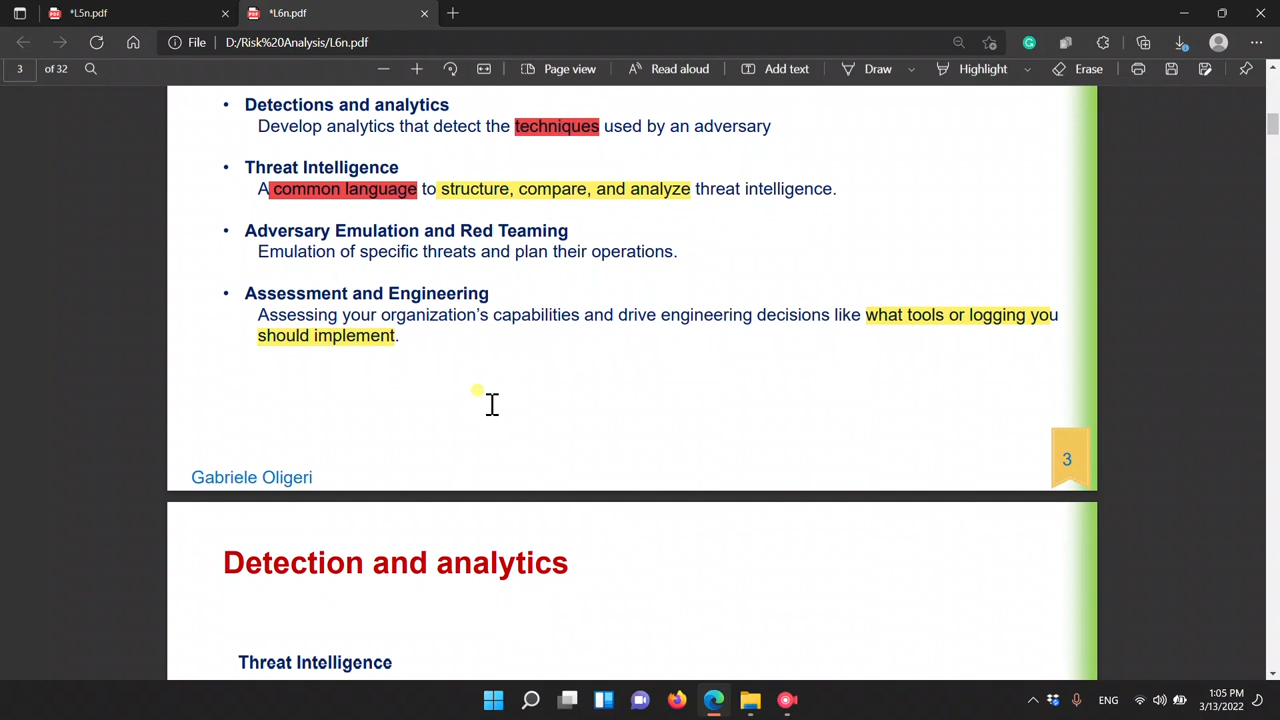 *L5n.pdf
*L6n.pdf
File
D:/Risk%20Analysis/L6n.pdf
3 of 32
Page view
Read aloud
Add text
Draw
Highlight
Erase
• Detections and analytics
Develop analytics that detect the techniques used by an adversary
• Threat Intelligence
A common language to structure, compare, and analyze threat intelligence.
• Adversary Emulation and Red Teaming
Emulation of specific threats and plan their operations.
• Assessment and Engineering
Assessing your organization's capabilities and drive engineering decisions like what tools or logging you
should implement.
3
Gabriele Oligeri
Detection and analytics
Threat Intelligence
ENG
1:05 PM
3/13/2022